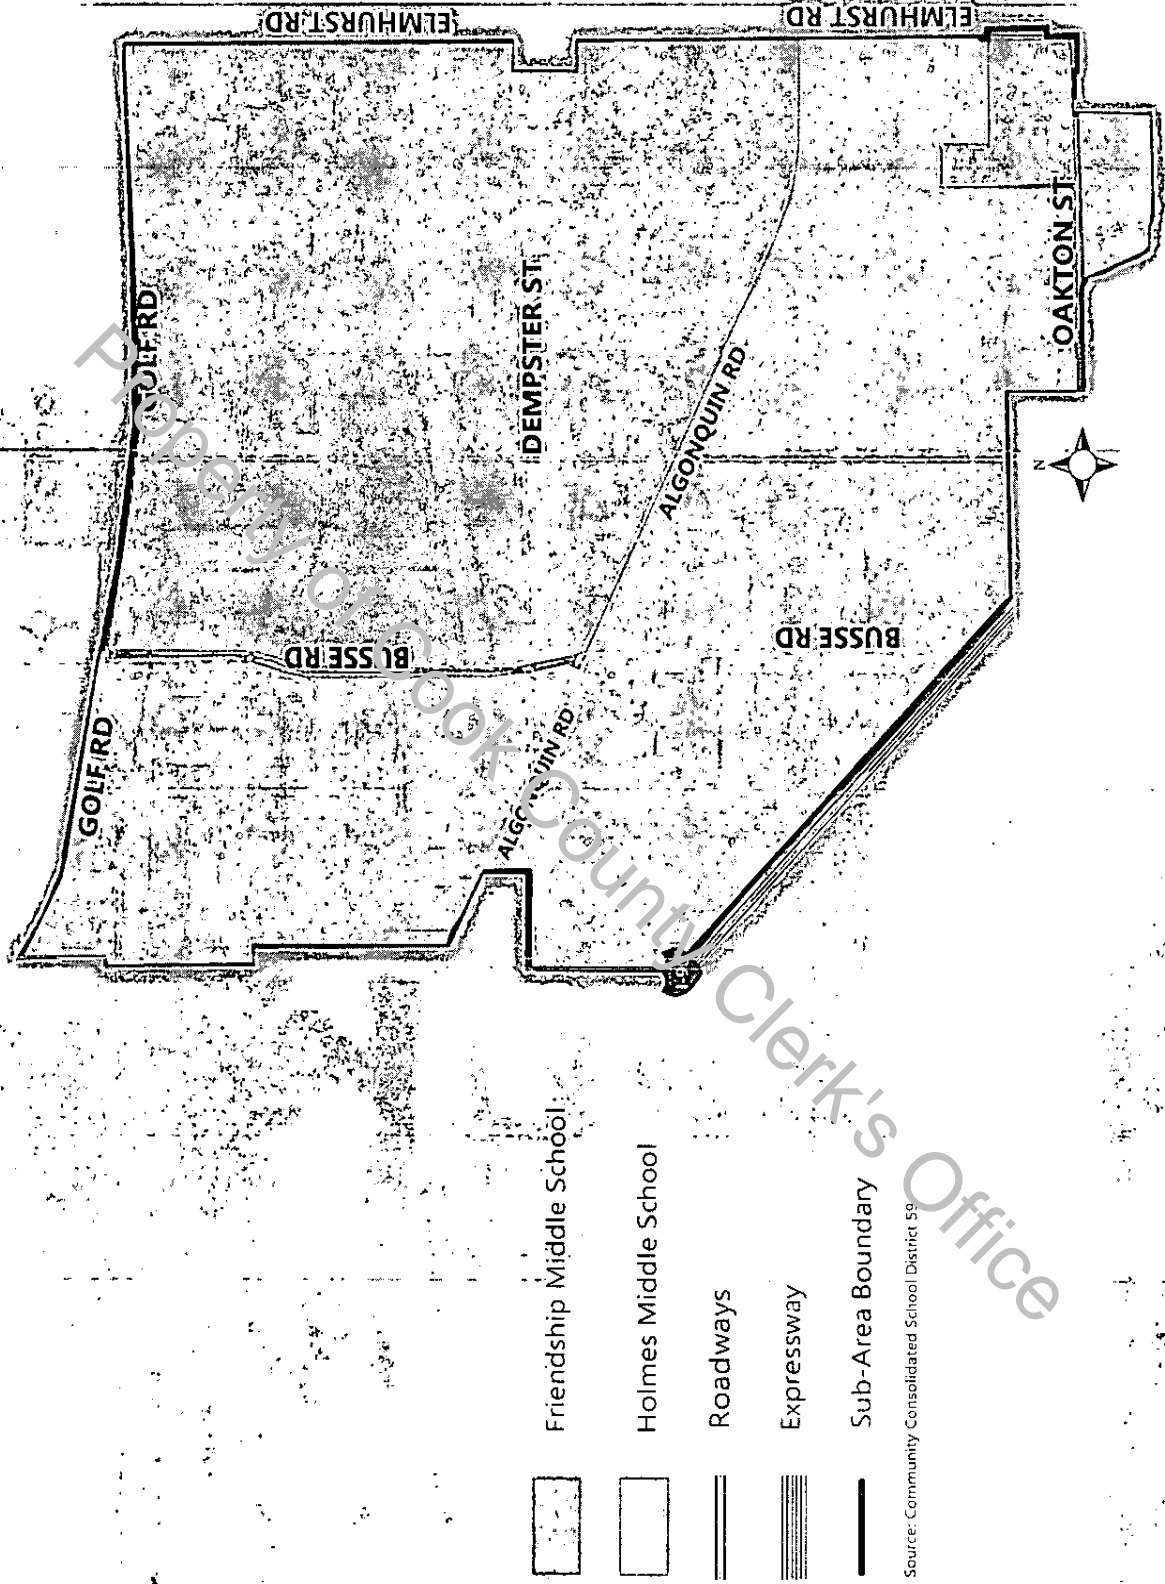 ELMHURST RD
ELMHURST RD
GOLF RD
GOLF RD
DEMPSTER ST
ALGONQUIN RD
ALGONQUIN RD
OAKTON ST
BUSSE RD
BUSSE RD
N
Friendship Middle School
Holmes Middle School
Roadways
Expressway
Sub-Area Boundary
Source: Community Consolidated School District 59
Property of Cook County Clerk's Office